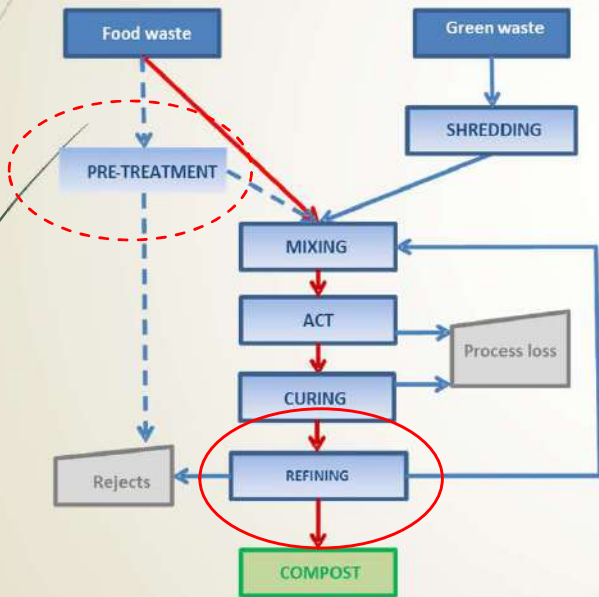 Food waste
Green waste
SHREDDING
PRE-TREATMENT
MIXING
ACT
Process loss
CURING
Rejects
REFINING
COMPOST